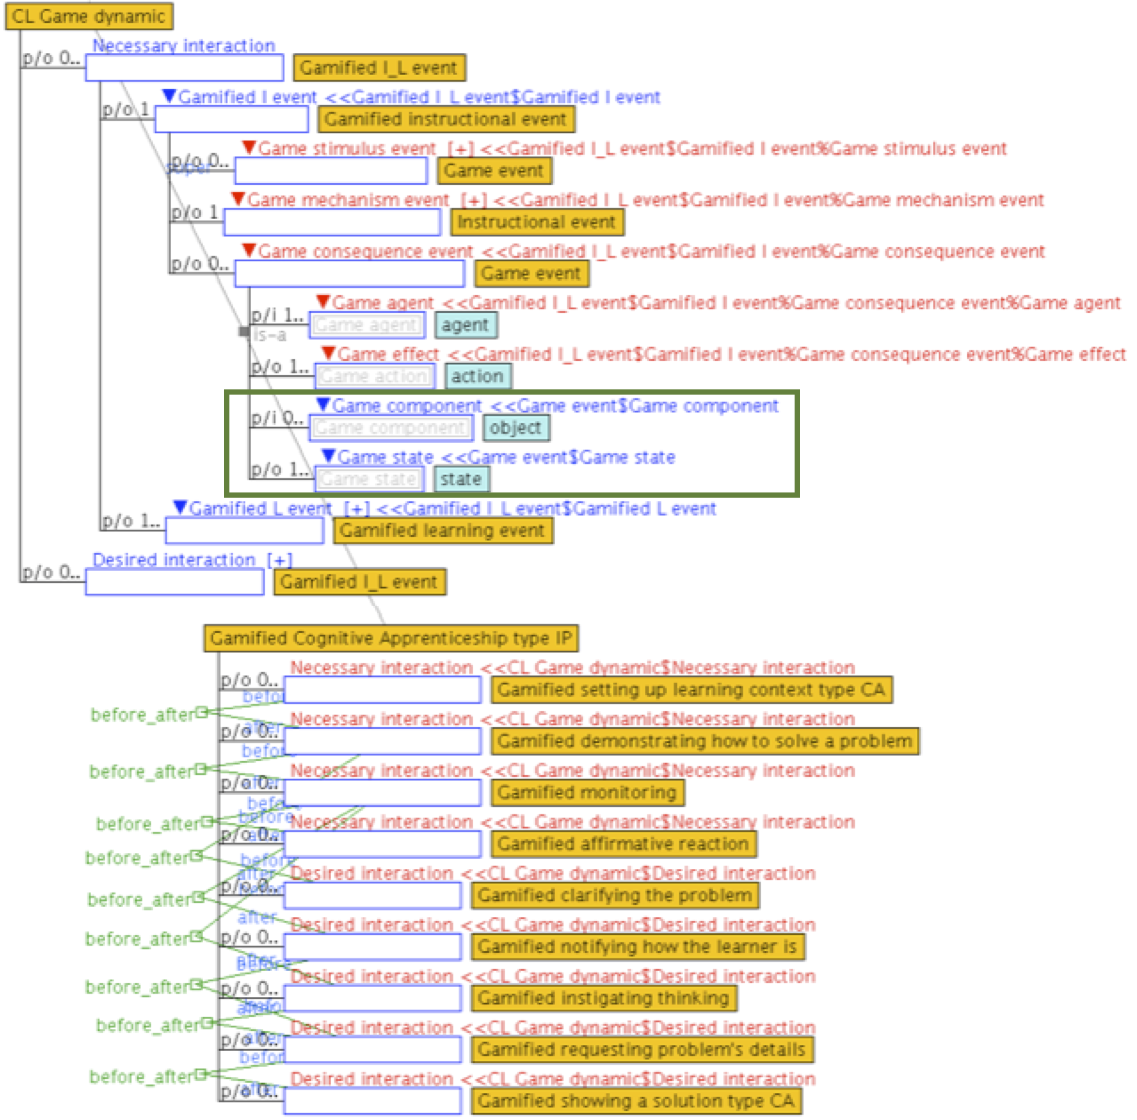 CL Game dynamic
Necessary interaction
p/o 0.. Gamified I_L event
▼Gamified I event <<Gamified I_L event$Gamified I event
p/o 1 Gamified instructional event
▼Game stimulus event [+] <<Gamified I_L event$Gamified I event%Game stimulus event
p/o 0.. Game event
super
▼Game mechanism event [+] <<Gamified I_L event$Gamified I event%Game mechanism event
p/o 1 Instructional event
▼Game consequence event <<Gamified I_L event$Gamified I event%Game consequence event
p/o 0.. Game event
▼Game agent <<Gamified I_L event$Gamified I event%Game consequence event%Game agent
p/i 1.. Game agent agent
is-a
▼Game effect <<Gamified I_L event$Gamified I event%Game consequence event%Game effect
p/o 1.. Game action action
▼Game component <<Game event$Game component
p/i 0.. Game component object
▼Game state <<Game event$Game state
p/o 1.. Game state state
▼Gamified L event [+] <<Gamified I_L event$Gamified L event
p/o 1.. Gamified learning event
Desired interaction [+]
p/o 0.. Gamified I_L event
Gamified Cognitive Apprenticeship type IP
Necessary interaction <<CL Game dynamic$Necessary interaction
p/o 0.. Gamified setting up learning context type CA
before_after
Necessary interaction <<CL Game dynamic$Necessary interaction
after
p/o 0.. Gamified demonstrating how to solve a problem
before
before_after
Necessary interaction <<CL Game dynamic$Necessary interaction
after
p/o 0.. Gamified monitoring
before
before
before_after
Necessary interaction <<CL Game dynamic$Necessary interaction
after
p/o 0.. Gamified affirmative reaction
before_after
before
Desired interaction <<CL Game dynamic$Desired interaction
after
p/o 0.. Gamified clarifying the problem
before_after
after
Desired interaction <<CL Game dynamic$Desired interaction
before_after
p/o 0.. Gamified notifying how the learner is
before
Desired interaction <<CL Game dynamic$Desired interaction
before_after
p/o 0.. Gamified instigating thinking
after
before_after
Desired interaction <<CL Game dynamic$Desired interaction
after
p/o 0.. Gamified requesting problem's details
before_after
Desired interaction <<CL Game dynamic$Desired interaction
after
p/o 0.. Gamified showing a solution type CA